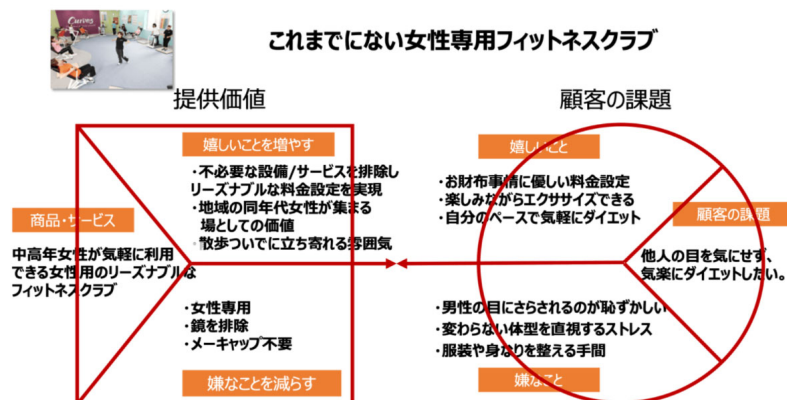 Curves
これまでにない女性専用フィットネスクラブ
提供価値
顧客の課題
嬉しいことを増やす
・不必要な設備/サービスを排除し
リーズナブルな料金設定を実現
・地域の同年代女性が集まる
場としての価値
・散歩ついでに立ち寄れる雰囲気
商品・サービス
中高年女性が気軽に利用
できる女性用のリーズナブルな
フィットネスクラブ
・女性専用
・鏡を排除
・メーキャップ不要
嫌なことを減らす
嬉しいこと
・お財布事情に優しい料金設定
・楽しみながらエクササイズできる
・自分のペースで気軽にダイエット
顧客の課題
他人の目を気にせず、
気楽にダイエットしたい。
・男性の目にさらされるのが恥ずかしい
・変わらない体型を直視するストレス
・服装や身なりを整える手間
嫌なこと